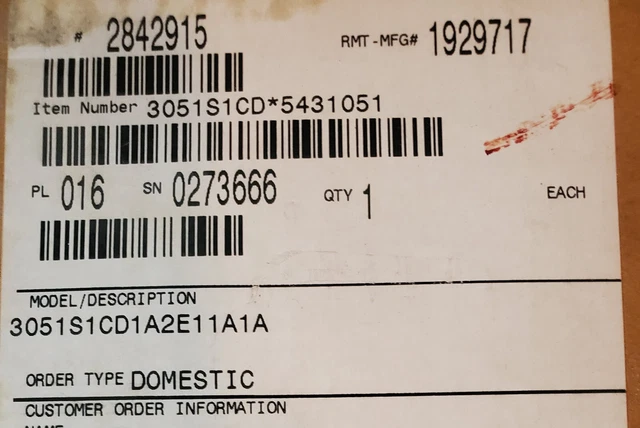 # 2842915 RMT-MFG# 1929717
Item Number 3051S1CD*5431051
PL 016 SN 0273666 QTY 1 EACH
MODEL/DESCRIPTION
3051S1CD1A2E11A1A
ORDER TYPE DOMESTIC
CUSTOMER ORDER INFORMATION